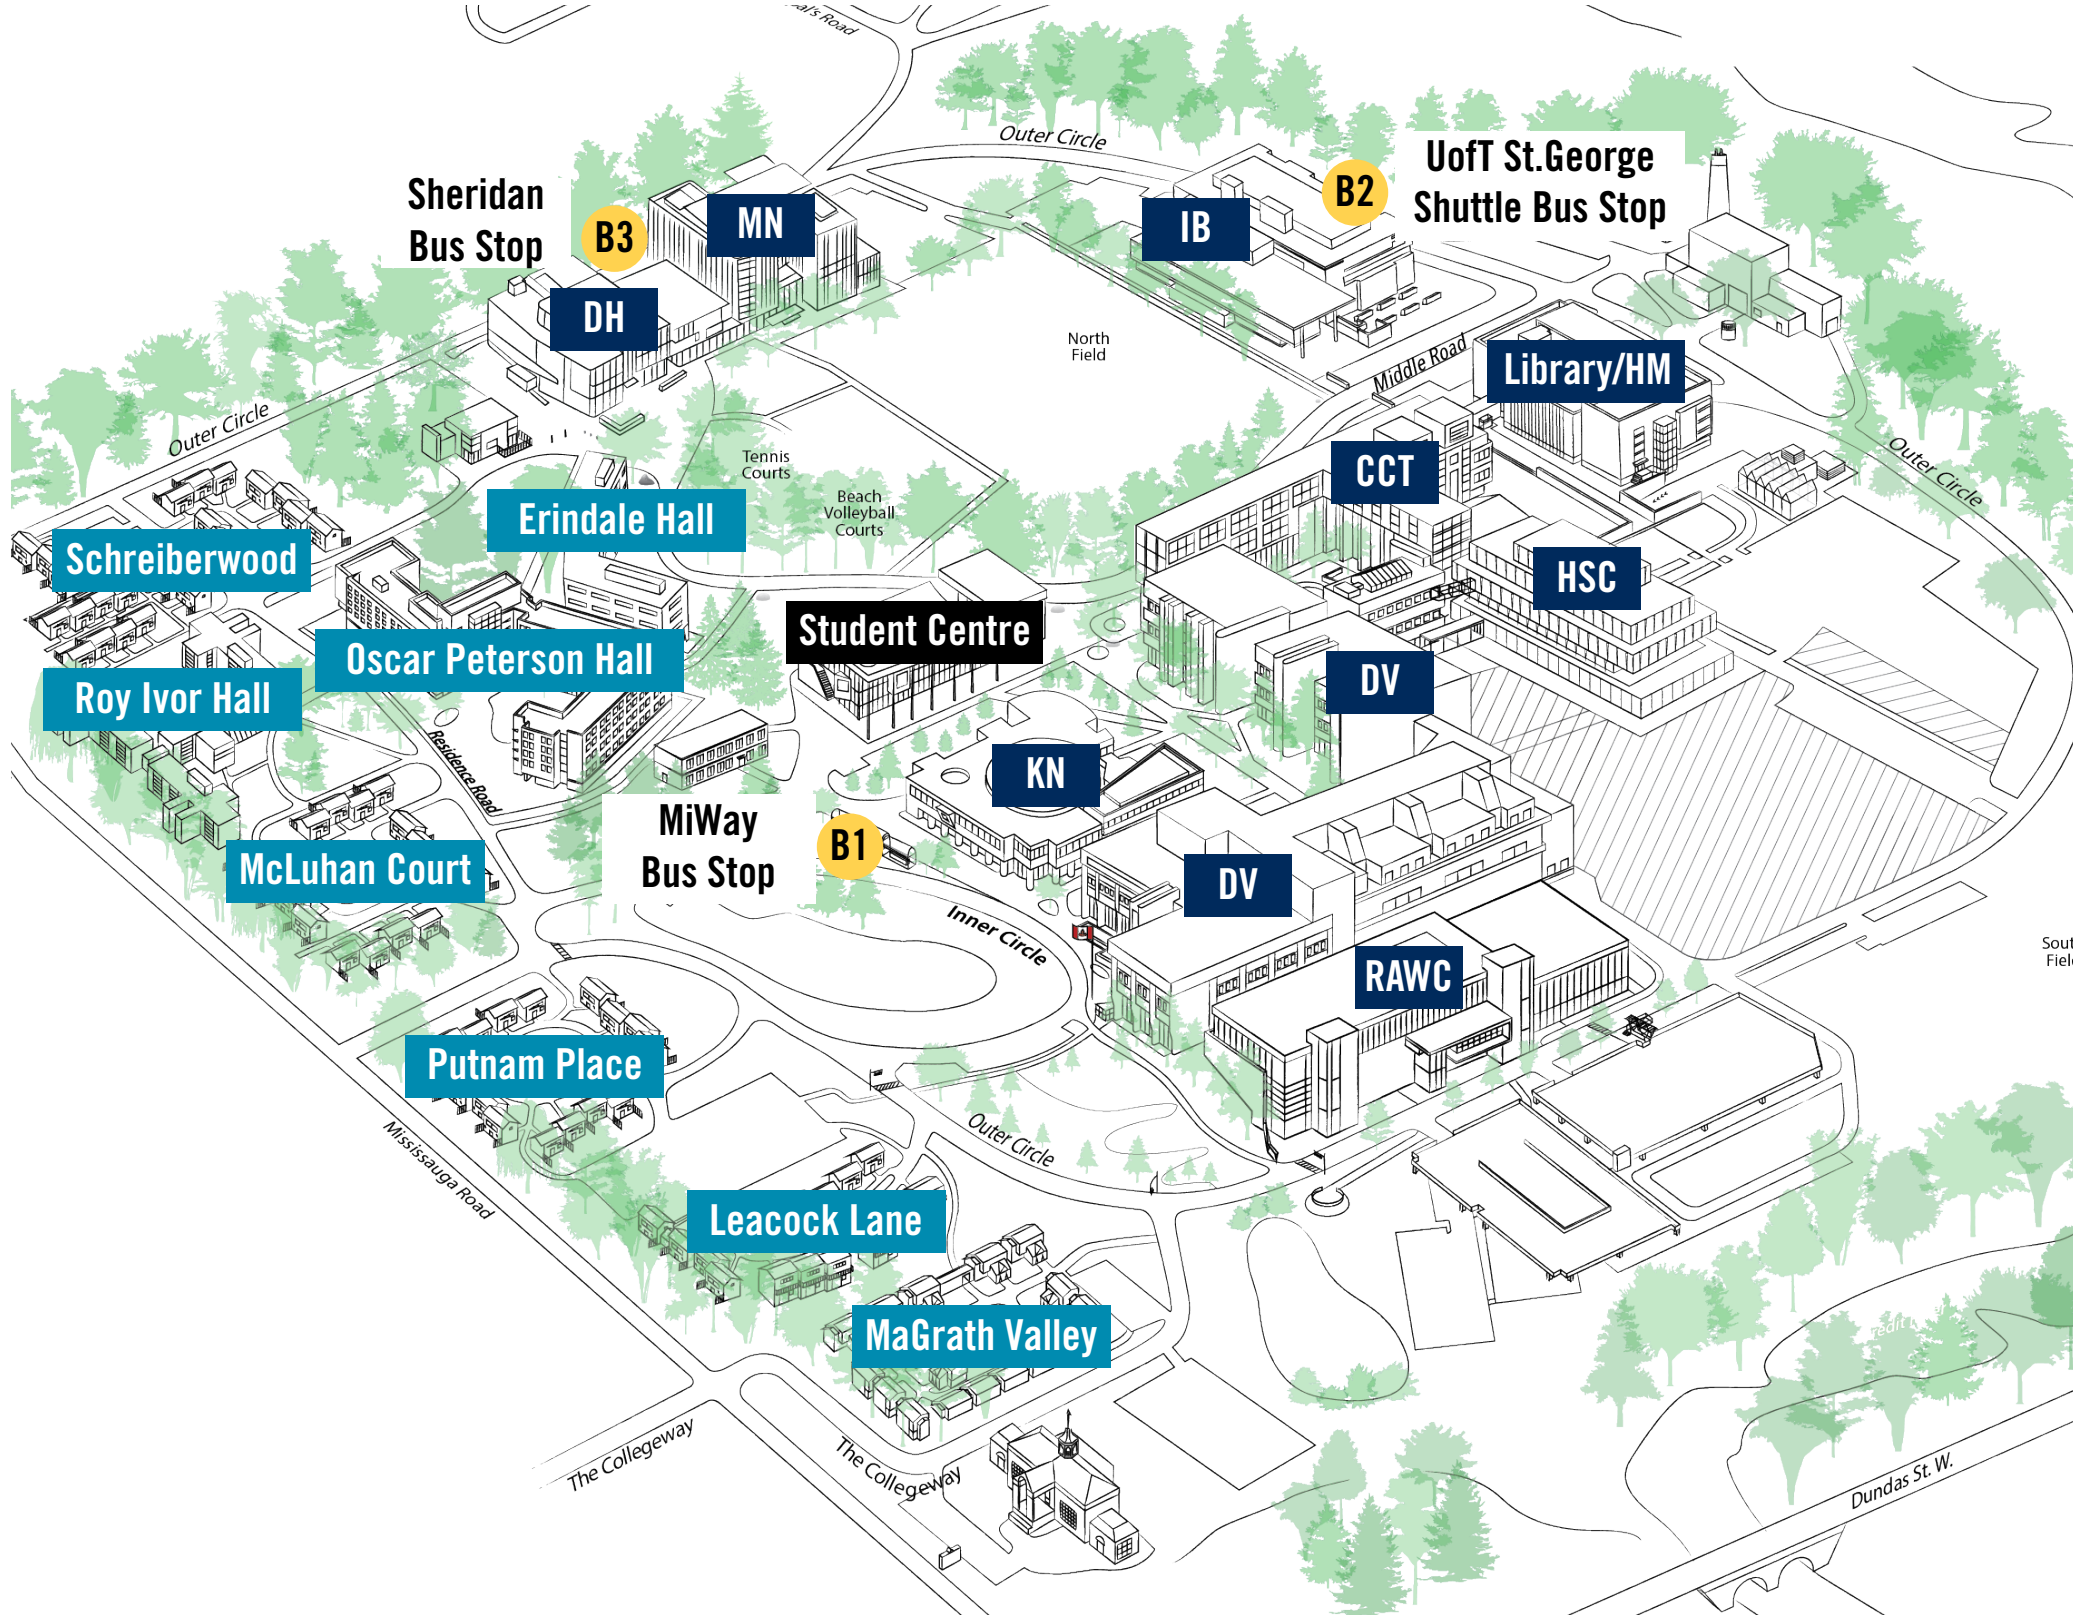 Outer Circle
UofT St.George
Shuttle Bus Stop
B2
Sheridan
Bus Stop
B3
MN
IB
DH
North
Field
Middle Road
Library/HM
Outer Circle
Tennis
Courts
CCT
Outer Circle
Beach
Volleyball
Courts
Erindale Hall
Schreiberwood
HSC
Student Centre
Oscar Peterson Hall
DV
Roy Ivor Hall
Residence Road
KN
MiWay
Bus Stop
B1
McLuhan Court
DV
Inner Circle
RAWC
Putnam Place
Outer Circle
Mississauga Road
Leacock Lane
MaGrath Valley
The Collegeway
The Collegeway
Dundas St. W.